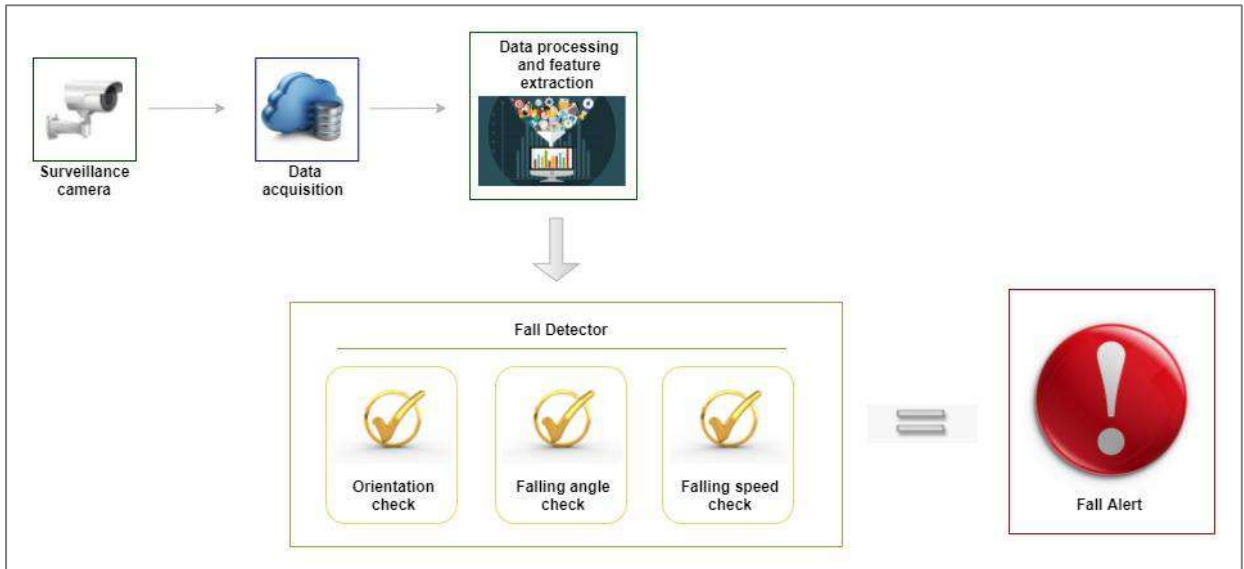 Surveillance
camera
Data
acquisition
Data processing
and feature
extraction
Fall Detector
Orientation
check
Falling angle
check
Falling speed
check
Fall Alert